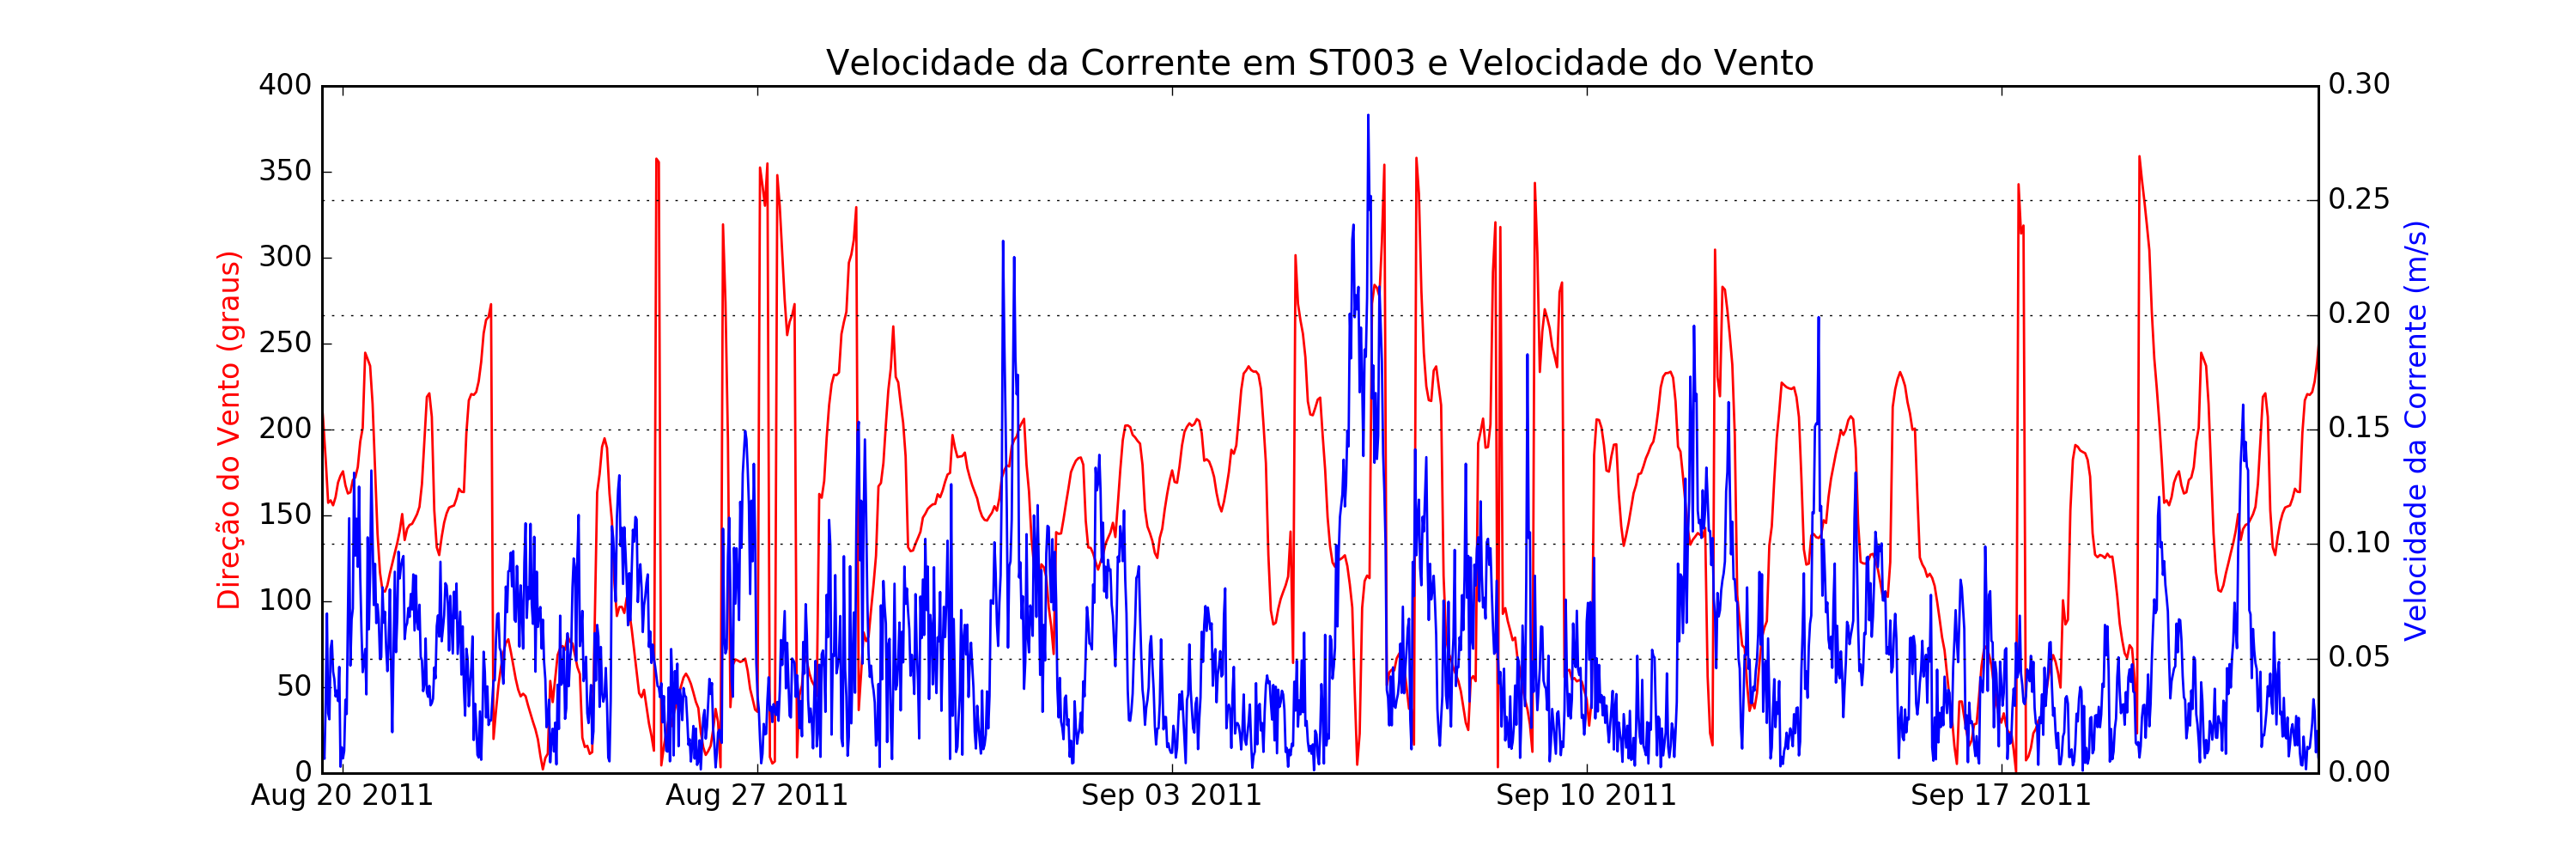 Velocidade da Corrente em ST003 e Velocidade do Vento
400
350
300
250
200
150
100
50
0
Direção do Vento (graus)
0.30
0.25
0.20
0.15
0.10
0.05
0.00
Velocidade da Corrente (m/s)
Aug 20 2011
Aug 27 2011
Sep 03 2011
Sep 10 2011
Sep 17 2011